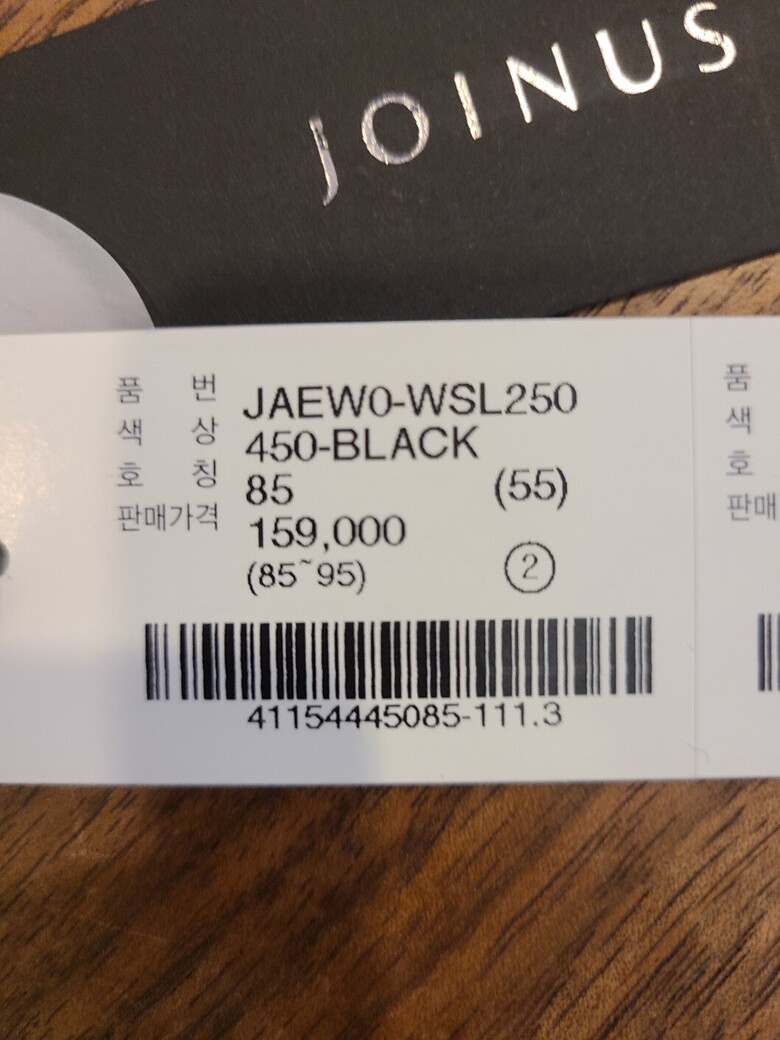 JOINUS
품 번 JAEW0-WSL250
색 상 450-BLACK
호 칭 85 (55)
판매가격 159,000
(85~95) ②
41154445085-111.3
품
색
호
판매